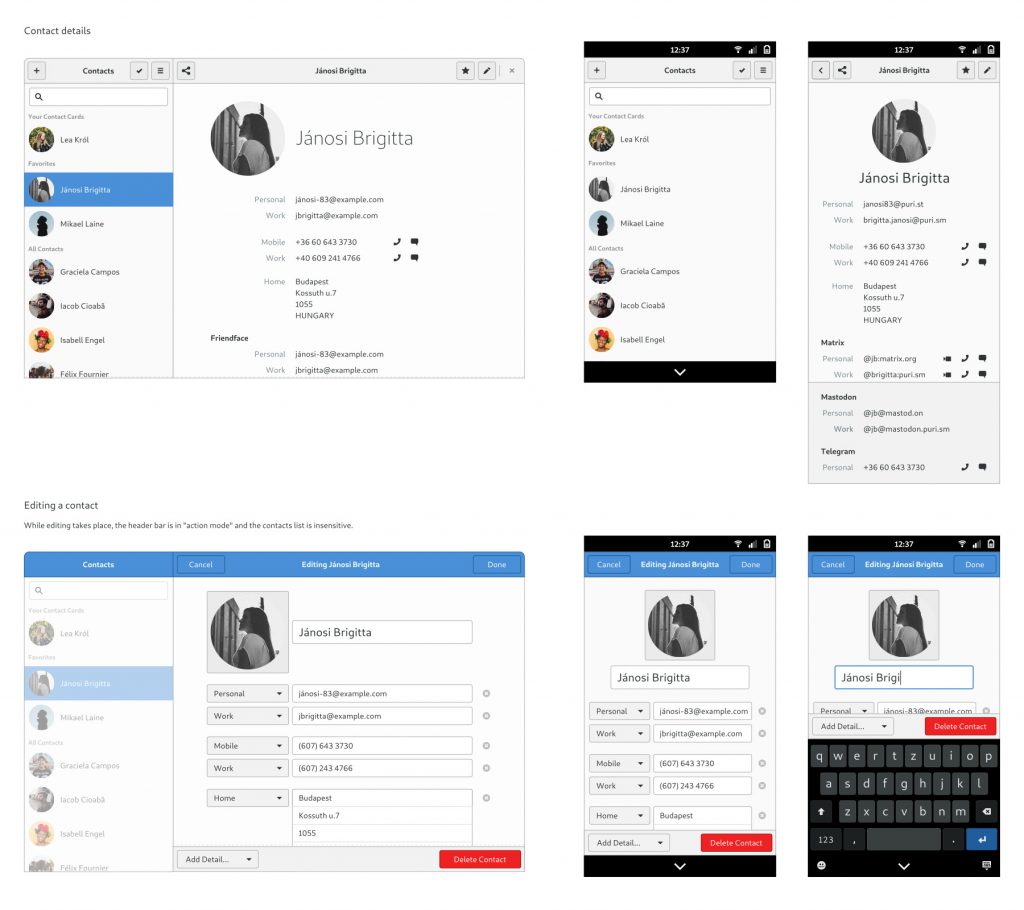 Contact details
Contacts
Jánosi Brigitta
Your Contact Cards
Lea Król
Favorites
Jánosi Brigitta
Mikael Laine
All Contacts
Graciela Campos
Iacob Cioabă
Isabell Engel
Félix Fournier
Jánosi Brigitta
Personal jánosi-83@example.com
Work jbrigitta@example.com
Mobile +36 60 643 3730
Work +40 609 241 4766
Home Budapest
Kossuth u.7
1055
HUNGARY
Friendface
Personal jánosi-83@example.com
Work jbrigitta@example.com
12:37
Contacts
Your Contact Cards
Lea Król
Favorites
Jánosi Brigitta
Mikael Laine
All Contacts
Graciela Campos
Iacob Cioabă
Isabell Engel
12:37
Jánosi Brigitta
Jánosi Brigitta
Personal janosi83@puri.st
Work brigitta.janosi@puri.sm
Mobile +36 60 643 3730
Work +40 609 241 4766
Home Budapest
Kossuth u.7
1055
HUNGARY
Matrix
Personal @jb:matrix.org
Work @brigitta:puri.sm
Mastodon
Personal @jb@mastod.on
Work @jb@mastodon.puri.sm
Telegram
Personal +36 60 643 3730
Editing a contact
While editing takes place, the header bar is in "action mode" and the contacts list is insensitive.
Contacts
Cancel Editing Jánosi Brigitta Done
Your Contact Cards
Lea Król
Favorites
Jánosi Brigitta
Mikael Laine
All Contacts
Graciela Campos
Iacob Cioabă
Isabell Engel
Félix Fournier
Jánosi Brigitta
Personal jánosi-83@example.com
Work jbrigitta@example.com
Mobile (607) 643 3730
Work (607) 243 4766
Home Budapest
Kossuth u.7
1055
Add Detail... Delete Contact
12:37
Cancel Editing Jánosi Brigitta Done
Jánosi Brigitta
Personal jánosi-83@example.com
Work jbrigitta@example.com
Mobile (607) 643 3730
Work (607) 243 4766
Home Budapest
Add Detail... Delete Contact
12:37
Cancel Editing Jánosi Brigitta Done
Jánosi Brigi
Personal jánosi-83@example.com
Add Detail... Delete Contact
q w e r t z u i o p
a s d f g h j k l
z x c v b n m
123 , .